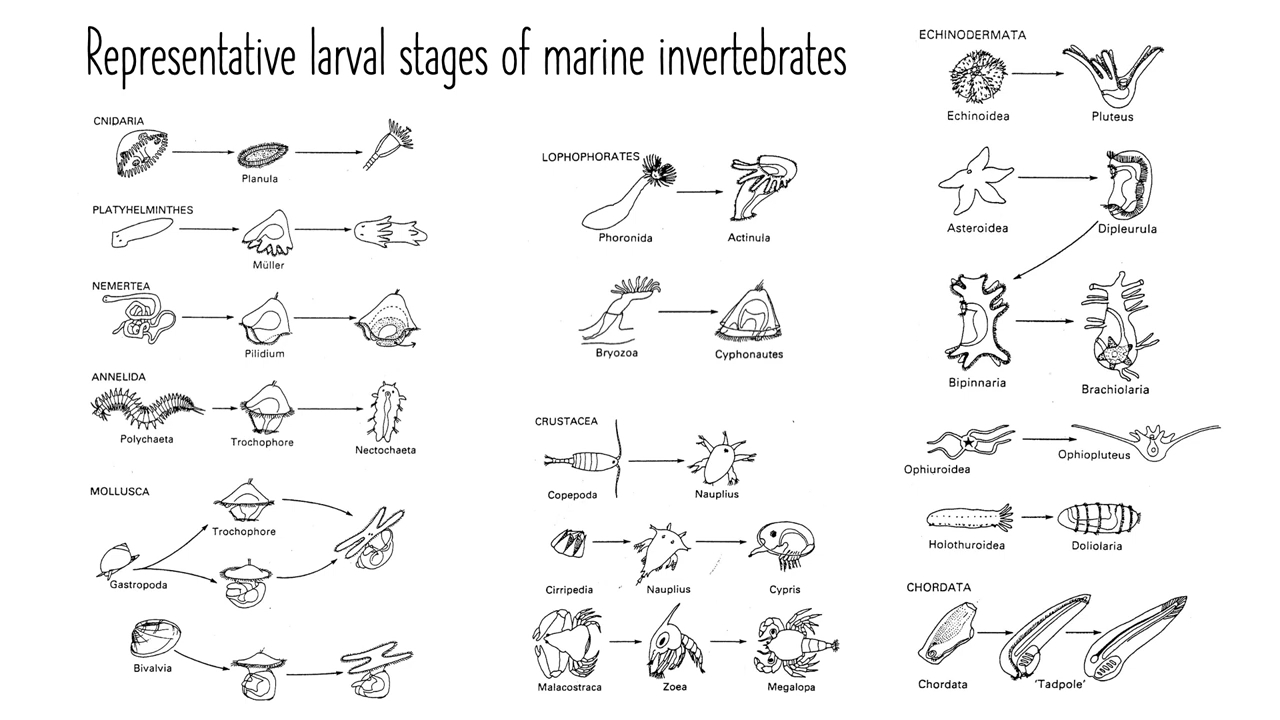 Representative larval stages of marine invertebrates
CNIDARIA
Planula
PLATYHELMINTHES
Müller
NEMERTEA
Pilidium
ANNELIDA
Polychaeta
Trochophore
Nectochaeta
MOLLUSCA
Trochophore
Gastropoda
Bivalvia
LOPHOPHORATES
Phoronida
Actinula
Bryozoa
Cyphonautes
CRUSTACEA
Copepoda
Nauplius
Cirripedia
Nauplius
Cypris
Malacostraca
Zoea
Megalopa
ECHINODERMATA
Echinoidea
Pluteus
Asteroidea
Dipleurula
Bipinnaria
Brachiolaria
Ophiuroidea
Ophiopluteus
Holothuroidea
Doliolaria
CHORDATA
Chordata
'Tadpole'